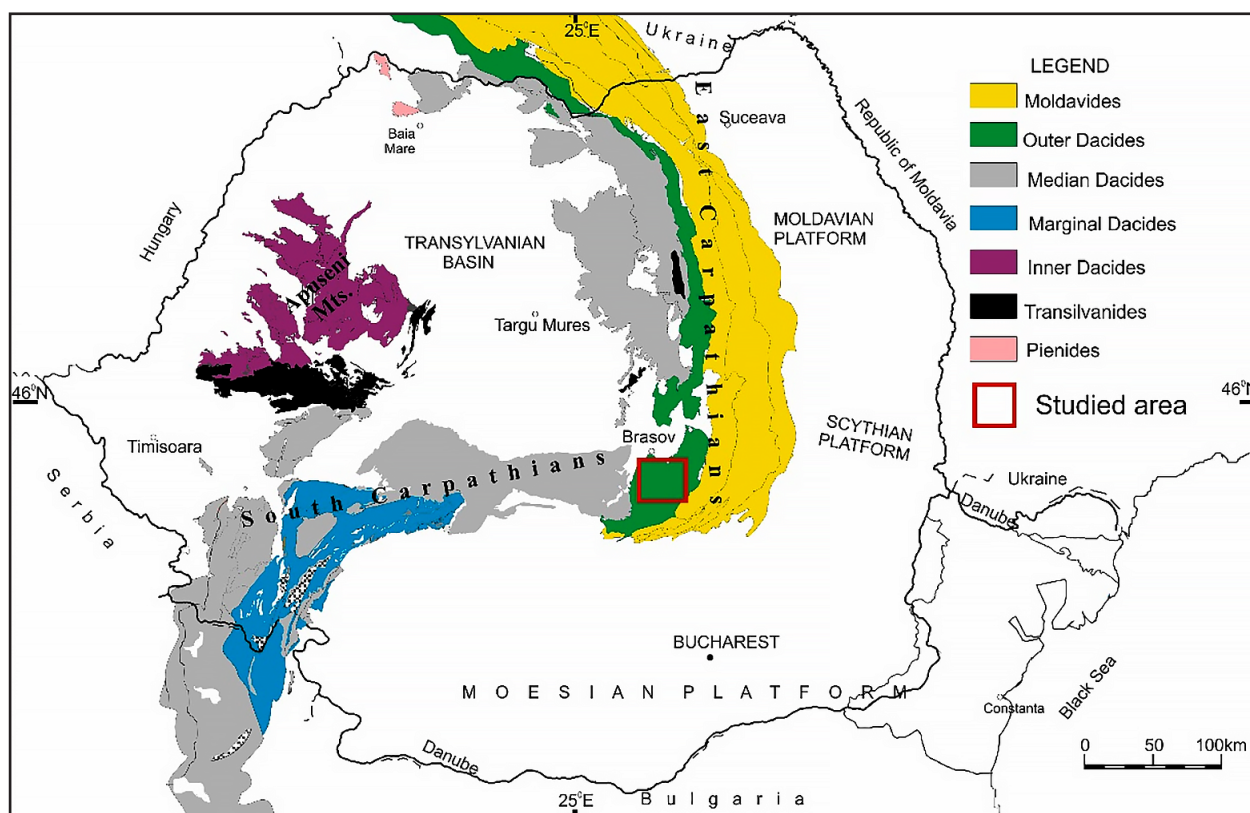 25°E
Ukraine
LEGEND
Moldavides
Outer Dacides
Median Dacides
Marginal Dacides
Inner Dacides
Transilvanides
Pienides
Studied area
East Carpathians
Suceava
Republic of Moldavia
Baia
Mare
Hungary
TRANSYLVANIAN
BASIN
MOLDAVIAN
PLATFORM
Apuseni
Mts.
Targu Mures
46°N
46°N
Timisoara
Brasov
SCYTHIAN
PLATFORM
South Carpathians
Serbia
Ukraine
Danube
BUCHAREST
MOESIAN PLATFORM
Constanta
Black Sea
Danube
0 50 100km
25°E
Bulgaria